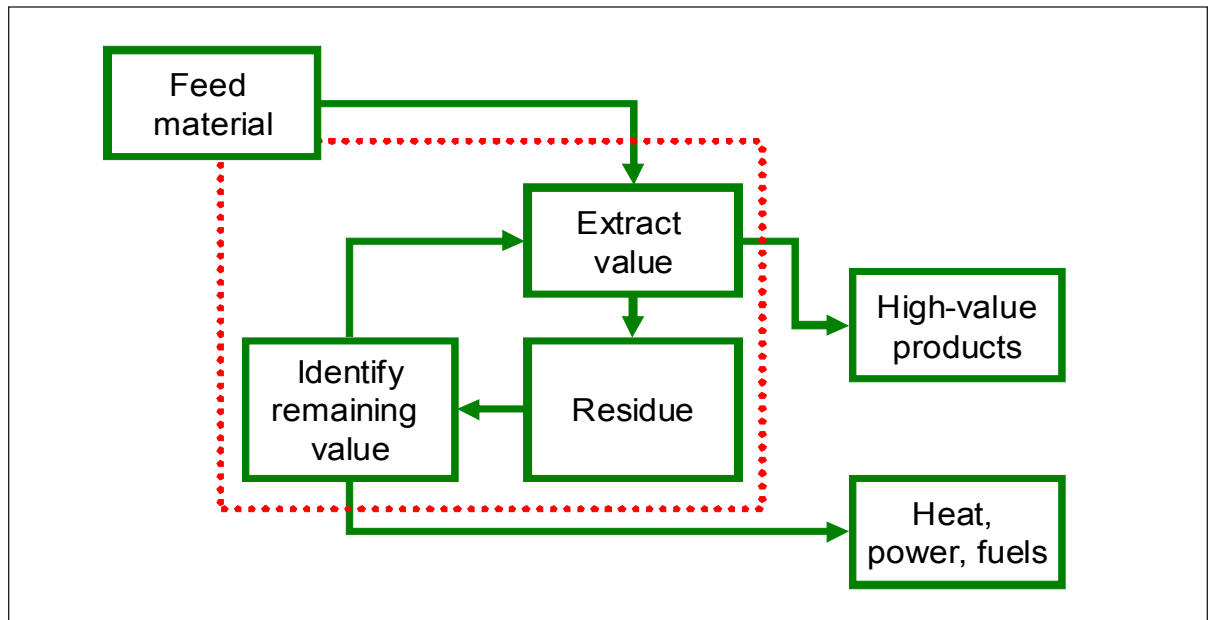 Feed
material
Extract
value
High-value
products
Identify
remaining
value
Residue
Heat,
power, fuels